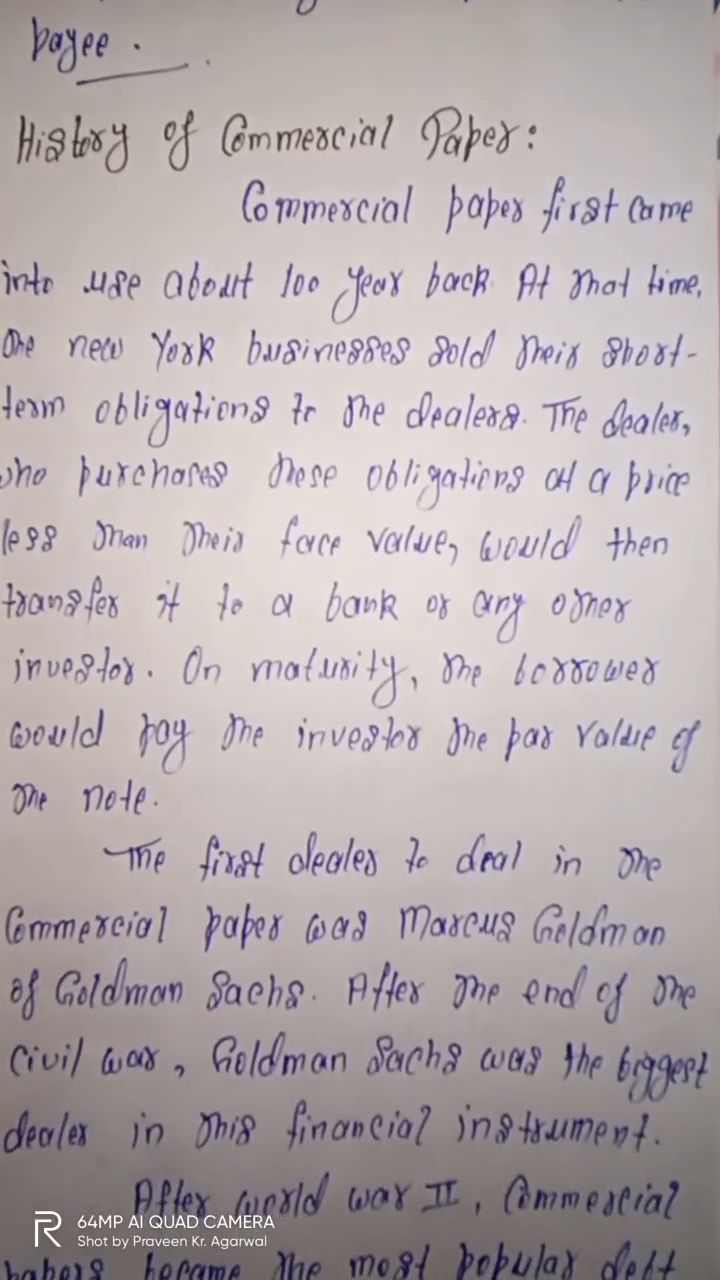 payee.
History of Commercial Paper:
Commercial paper first came
into use about 100 year back. At that time,
the new York businesses sold their short-
term obligations to the dealers. The dealer,
who purchases these obligations at a price
less than their face value, would then
transfer it to a bank or any other
investor. On maturity, the borrower
would pay the investor the par value of
the note.
The first dealer to deal in the
Commercial paper was Marcus Goldman
of Goldman Sachs. After the end of the
Civil war, Goldman Sachs was the biggest
dealer in this financial instrument.
After world war II, Commercial
papers became the most popular debt
64MP AI QUAD CAMERA
Shot by Praveen Kr. Agarwal